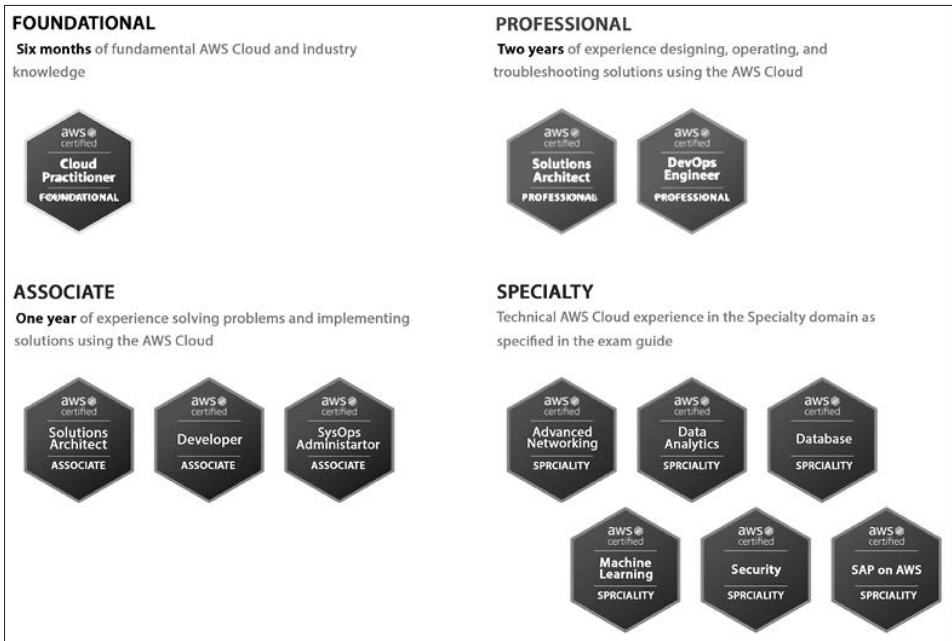 FOUNDATIONAL
Six months of fundamental AWS Cloud and industry
knowledge
aws
certified
Cloud
Practitioner
FOUNDATIONAL
PROFESSIONAL
Two years of experience designing, operating, and
troubleshooting solutions using the AWS Cloud
aws
certified
Solutions
Architect
PROFESSIONAL
aws
certified
DevOps
Engineer
PROFESSIONAL
ASSOCIATE
One year of experience solving problems and implementing
solutions using the AWS Cloud
aws
certified
Solutions
Architect
ASSOCIATE
aws
certified
Developer
ASSOCIATE
aws
certified
SysOps
Administartor
ASSOCIATE
SPECIALTY
Technical AWS Cloud experience in the Specialty domain as
specified in the exam guide
aws
certified
Advanced
Networking
SPRCIALITY
aws
certified
Data
Analytics
SPRCIALITY
aws
certified
Database
SPRCIALITY
aws
certified
Machine
Learning
SPRCIALITY
aws
certified
Security
SPRCIALITY
aws
certified
SAP on AWS
SPRCIALITY